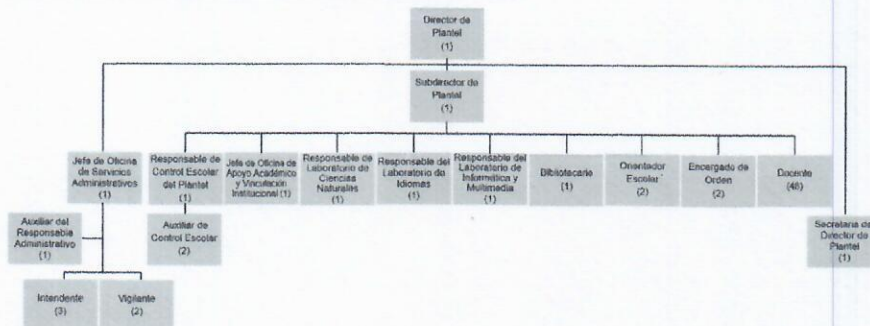 Director de
Plantel
(1)
Subdirector de
Plantel
(1)
Jefe de Oficina
de Servicios
Administrativos
(1)
Responsable de
Control Escolar
del Plantel
(1)
Jefe de Oficina de
Apoyo Académico
y Vinculación
Institucional (1)
Responsable de
Laboratorio de
Ciencias
Naturales
(1)
Responsable del
Laboratorio de
Idiomas
(1)
Responsable del
Laboratorio de
Informática y
Multimedia
(1)
Bibliotecario
(1)
Orientador
Escolar
(2)
Encargado de
Orden
(2)
Docente
(48)
Auxiliar del
Responsable
Administrativo
(1)
Auxiliar de
Control Escolar
(2)
Secretaria de
Director de
Plantel
(1)
Intendente
(3)
Vigilante
(2)